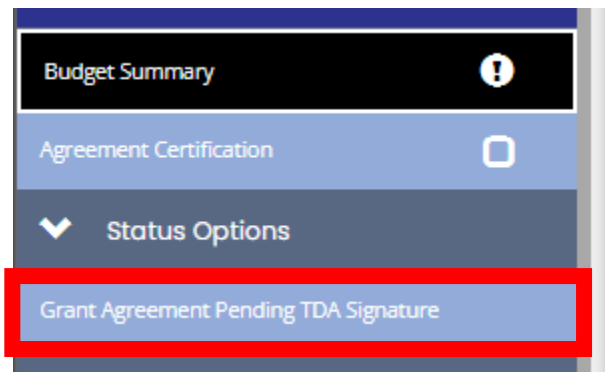 Budget Summary
Agreement Certification
Status Options
Grant Agreement Pending TDA Signature